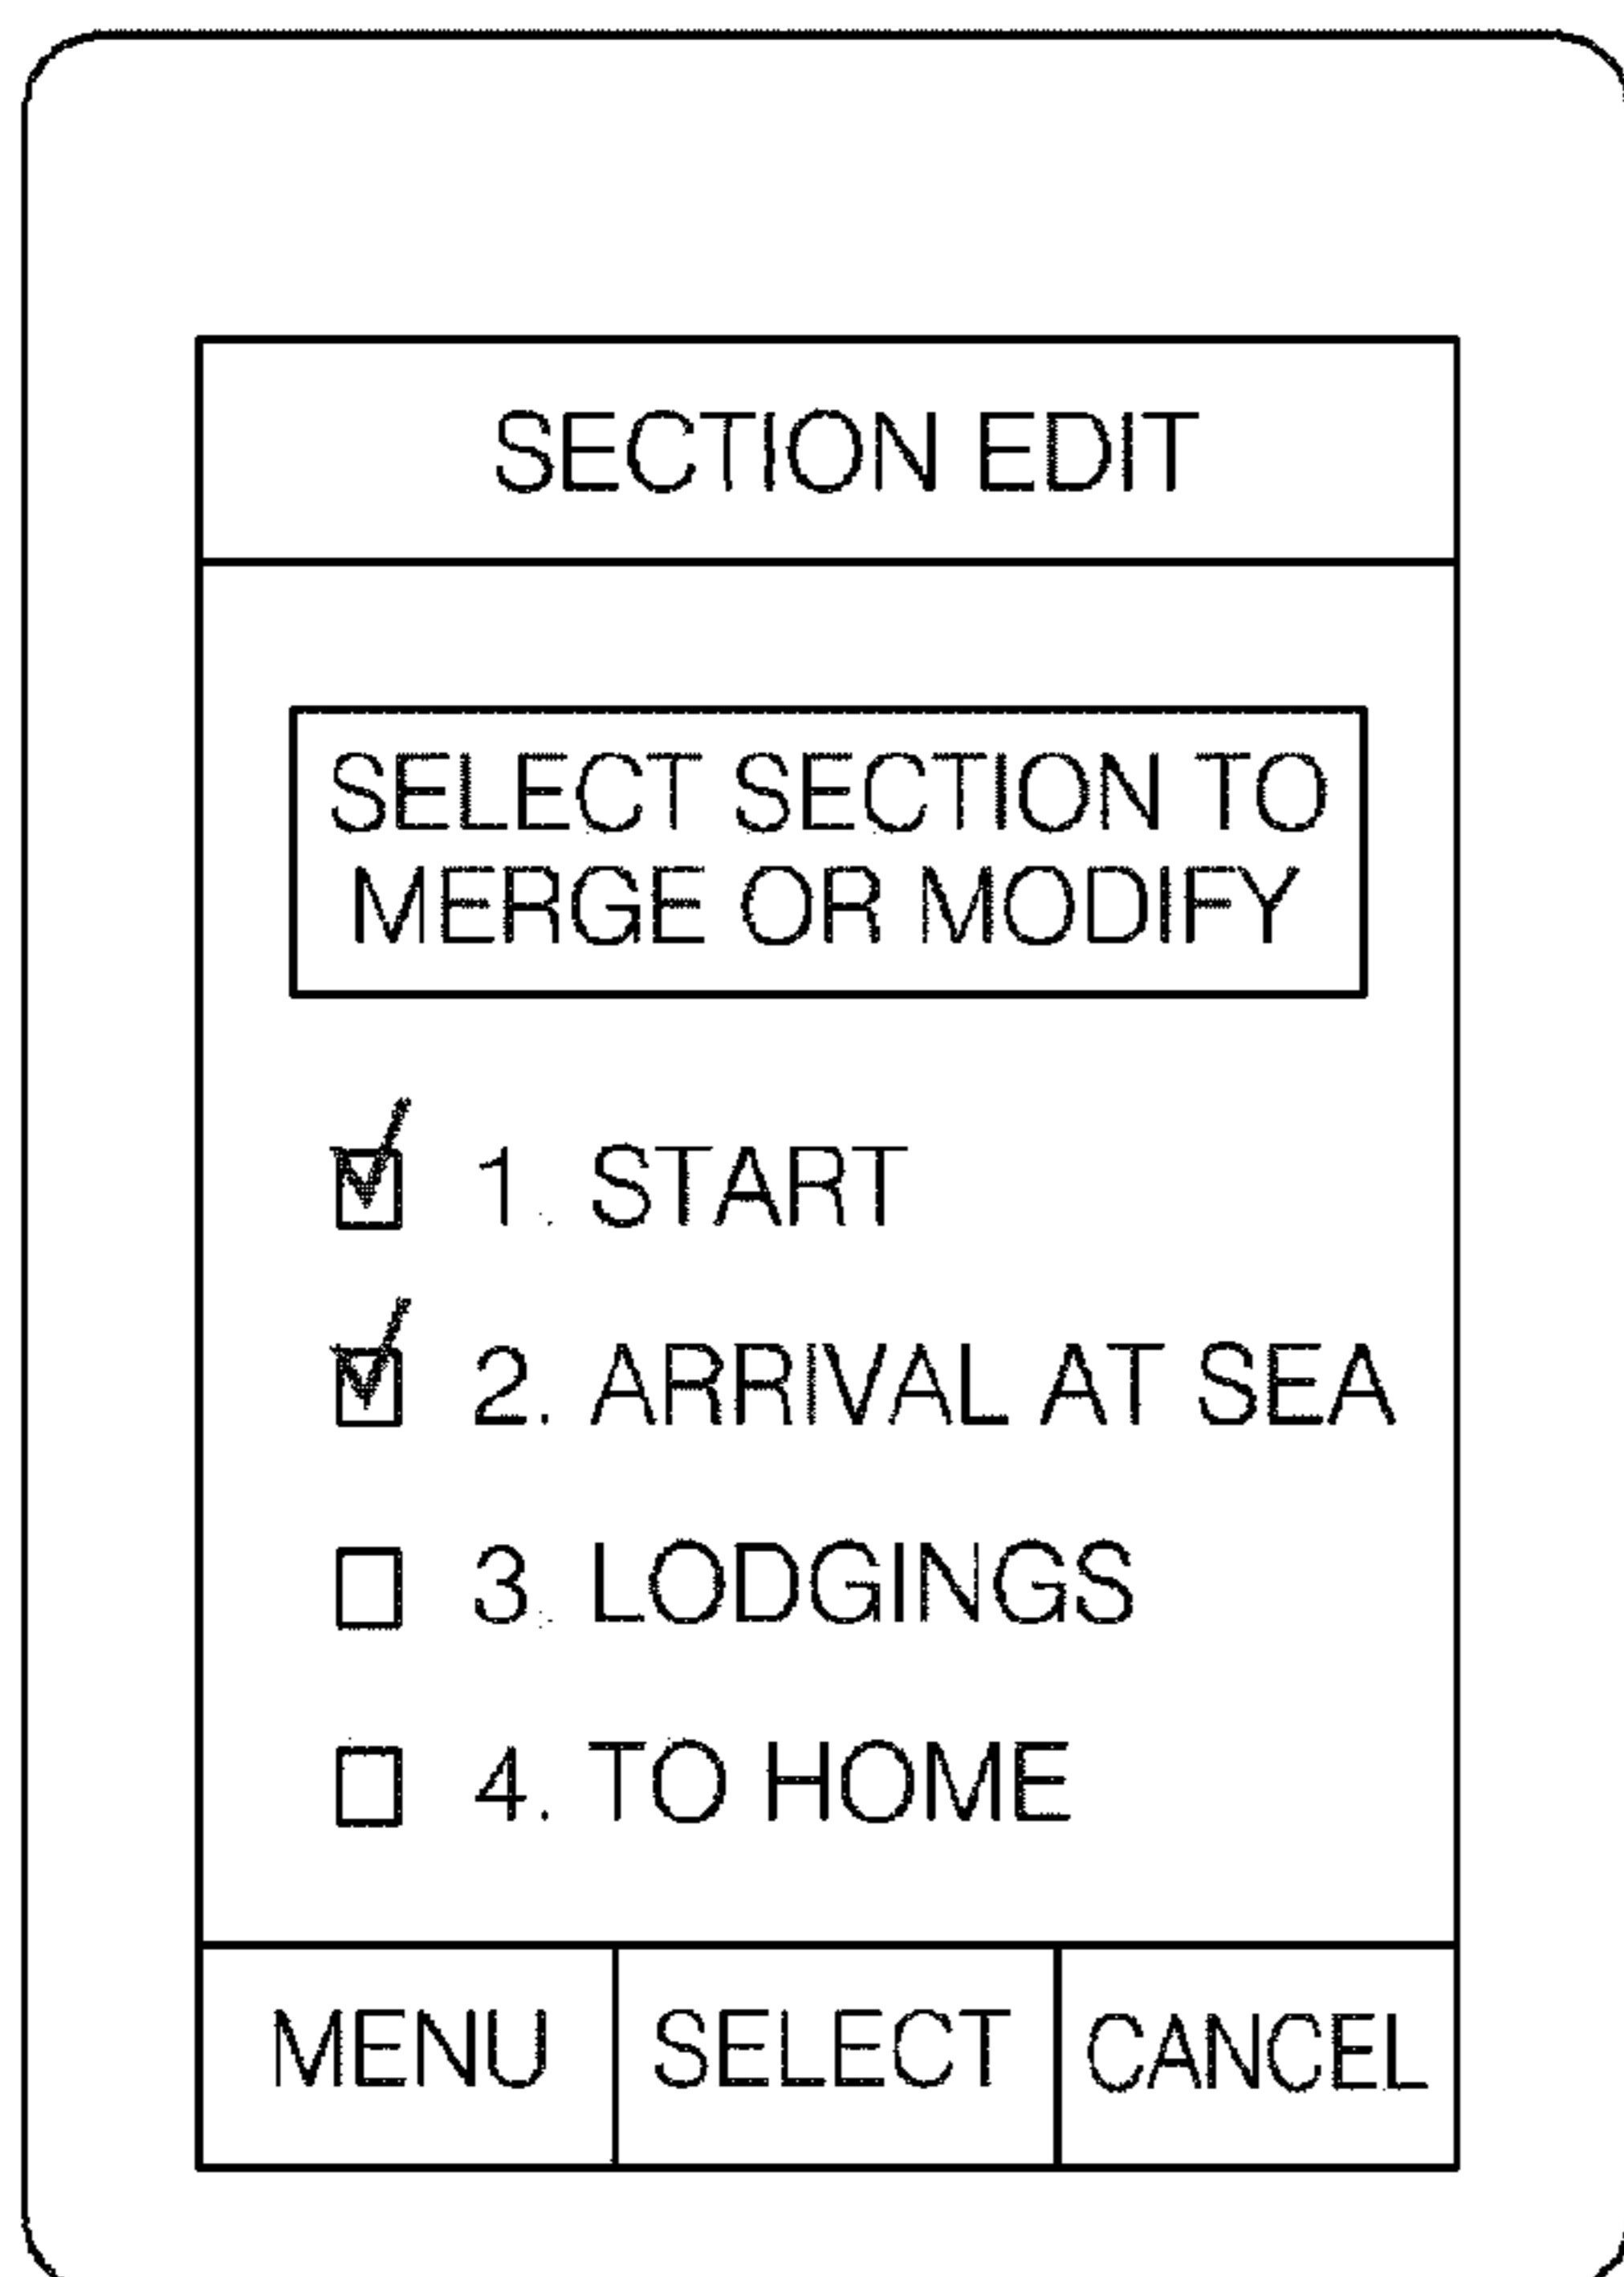 SECTION EDIT
SELECT SECTION TO
MERGE OR MODIFY
1. START
2. ARRIVAL AT SEA
3. LODGINGS
4. TO HOME
MENU SELECT CANCEL